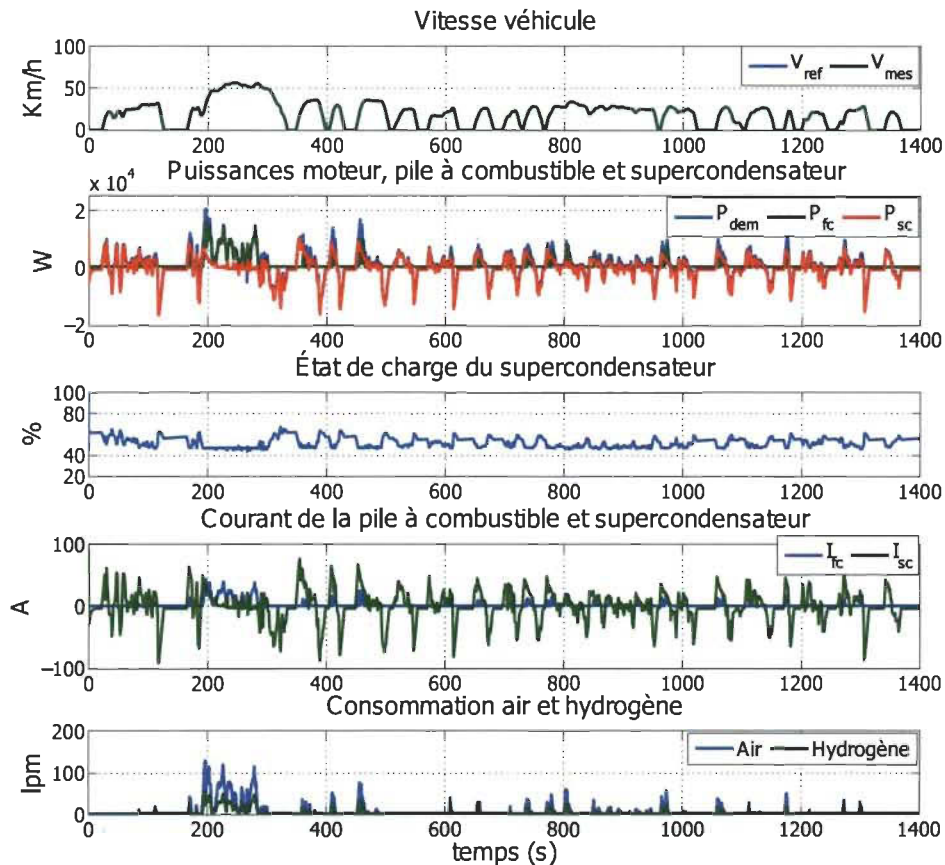 Vitesse véhicule
100
50
0
Km/h
V_ref V_mes
0 200 400 600 800 1000 1200 1400
Puissances moteur, pile à combustible et supercondensateur
x 10^4
2
0
−2
W
P_dem P_fc P_sc
0 200 400 600 800 1000 1200 1400
État de charge du supercondensateur
100
80
60
40
20
%
0 200 400 600 800 1000 1200 1400
Courant de la pile à combustible et supercondensateur
100
0
−100
A
I_fc I_sc
0 200 400 600 800 1000 1200 1400
Consommation air et hydrogène
200
100
0
lpm
Air Hydrogène
0 200 400 600 800 1000 1200 1400
temps (s)